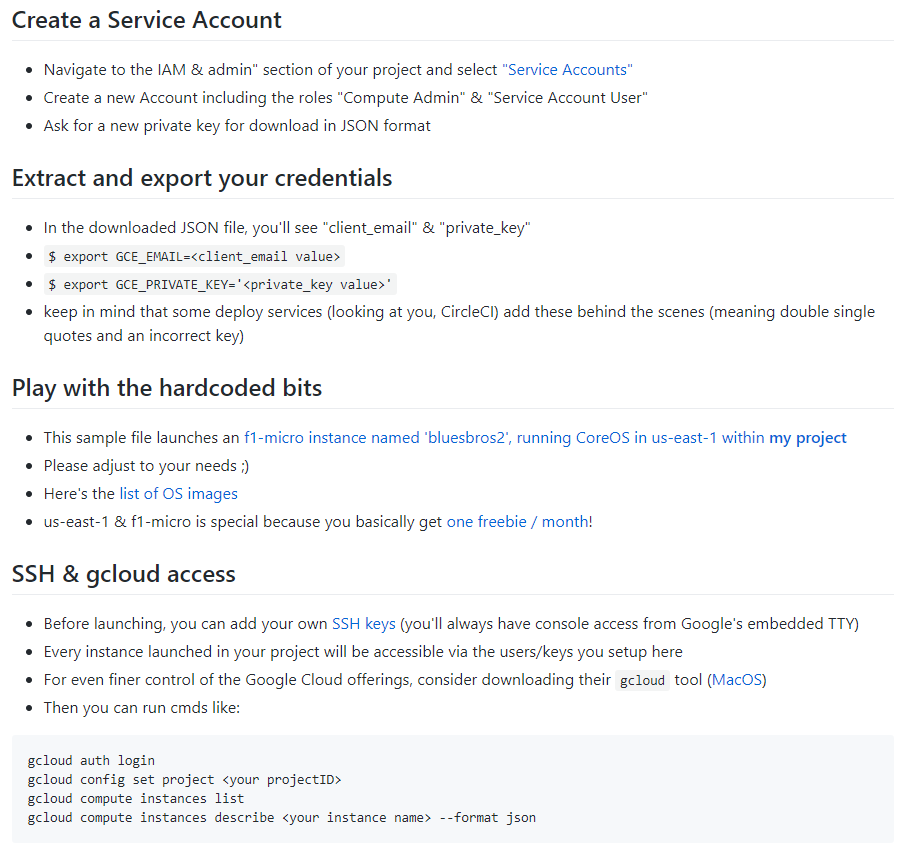 Create a Service Account
Navigate to the IAM & admin" section of your project and select "Service Accounts"
Create a new Account including the roles "Compute Admin" & "Service Account User"
Ask for a new private key for download in JSON format
Extract and export your credentials
In the downloaded JSON file, you'll see "client_email" & "private_key"
$ export GCE_EMAIL=<client_email value>
$ export GCE_PRIVATE_KEY='<private_key value>'
keep in mind that some deploy services (looking at you, CircleCI) add these behind the scenes (meaning double single
quotes and an incorrect key)
Play with the hardcoded bits
This sample file launches an f1-micro instance named 'bluesbros2', running CoreOS in us-east-1 within my project
Please adjust to your needs ;)
Here's the list of OS images
us-east-1 & f1-micro is special because you basically get one freebie / month!
SSH & gcloud access
Before launching, you can add your own SSH keys (you'll always have console access from Google's embedded TTY)
Every instance launched in your project will be accessible via the users/keys you setup here
For even finer control of the Google Cloud offerings, consider downloading their gcloud tool (MacOS)
Then you can run cmds like:
gcloud auth login
gcloud config set project <your projectID>
gcloud compute instances list
gcloud compute instances describe <your instance name> --format json